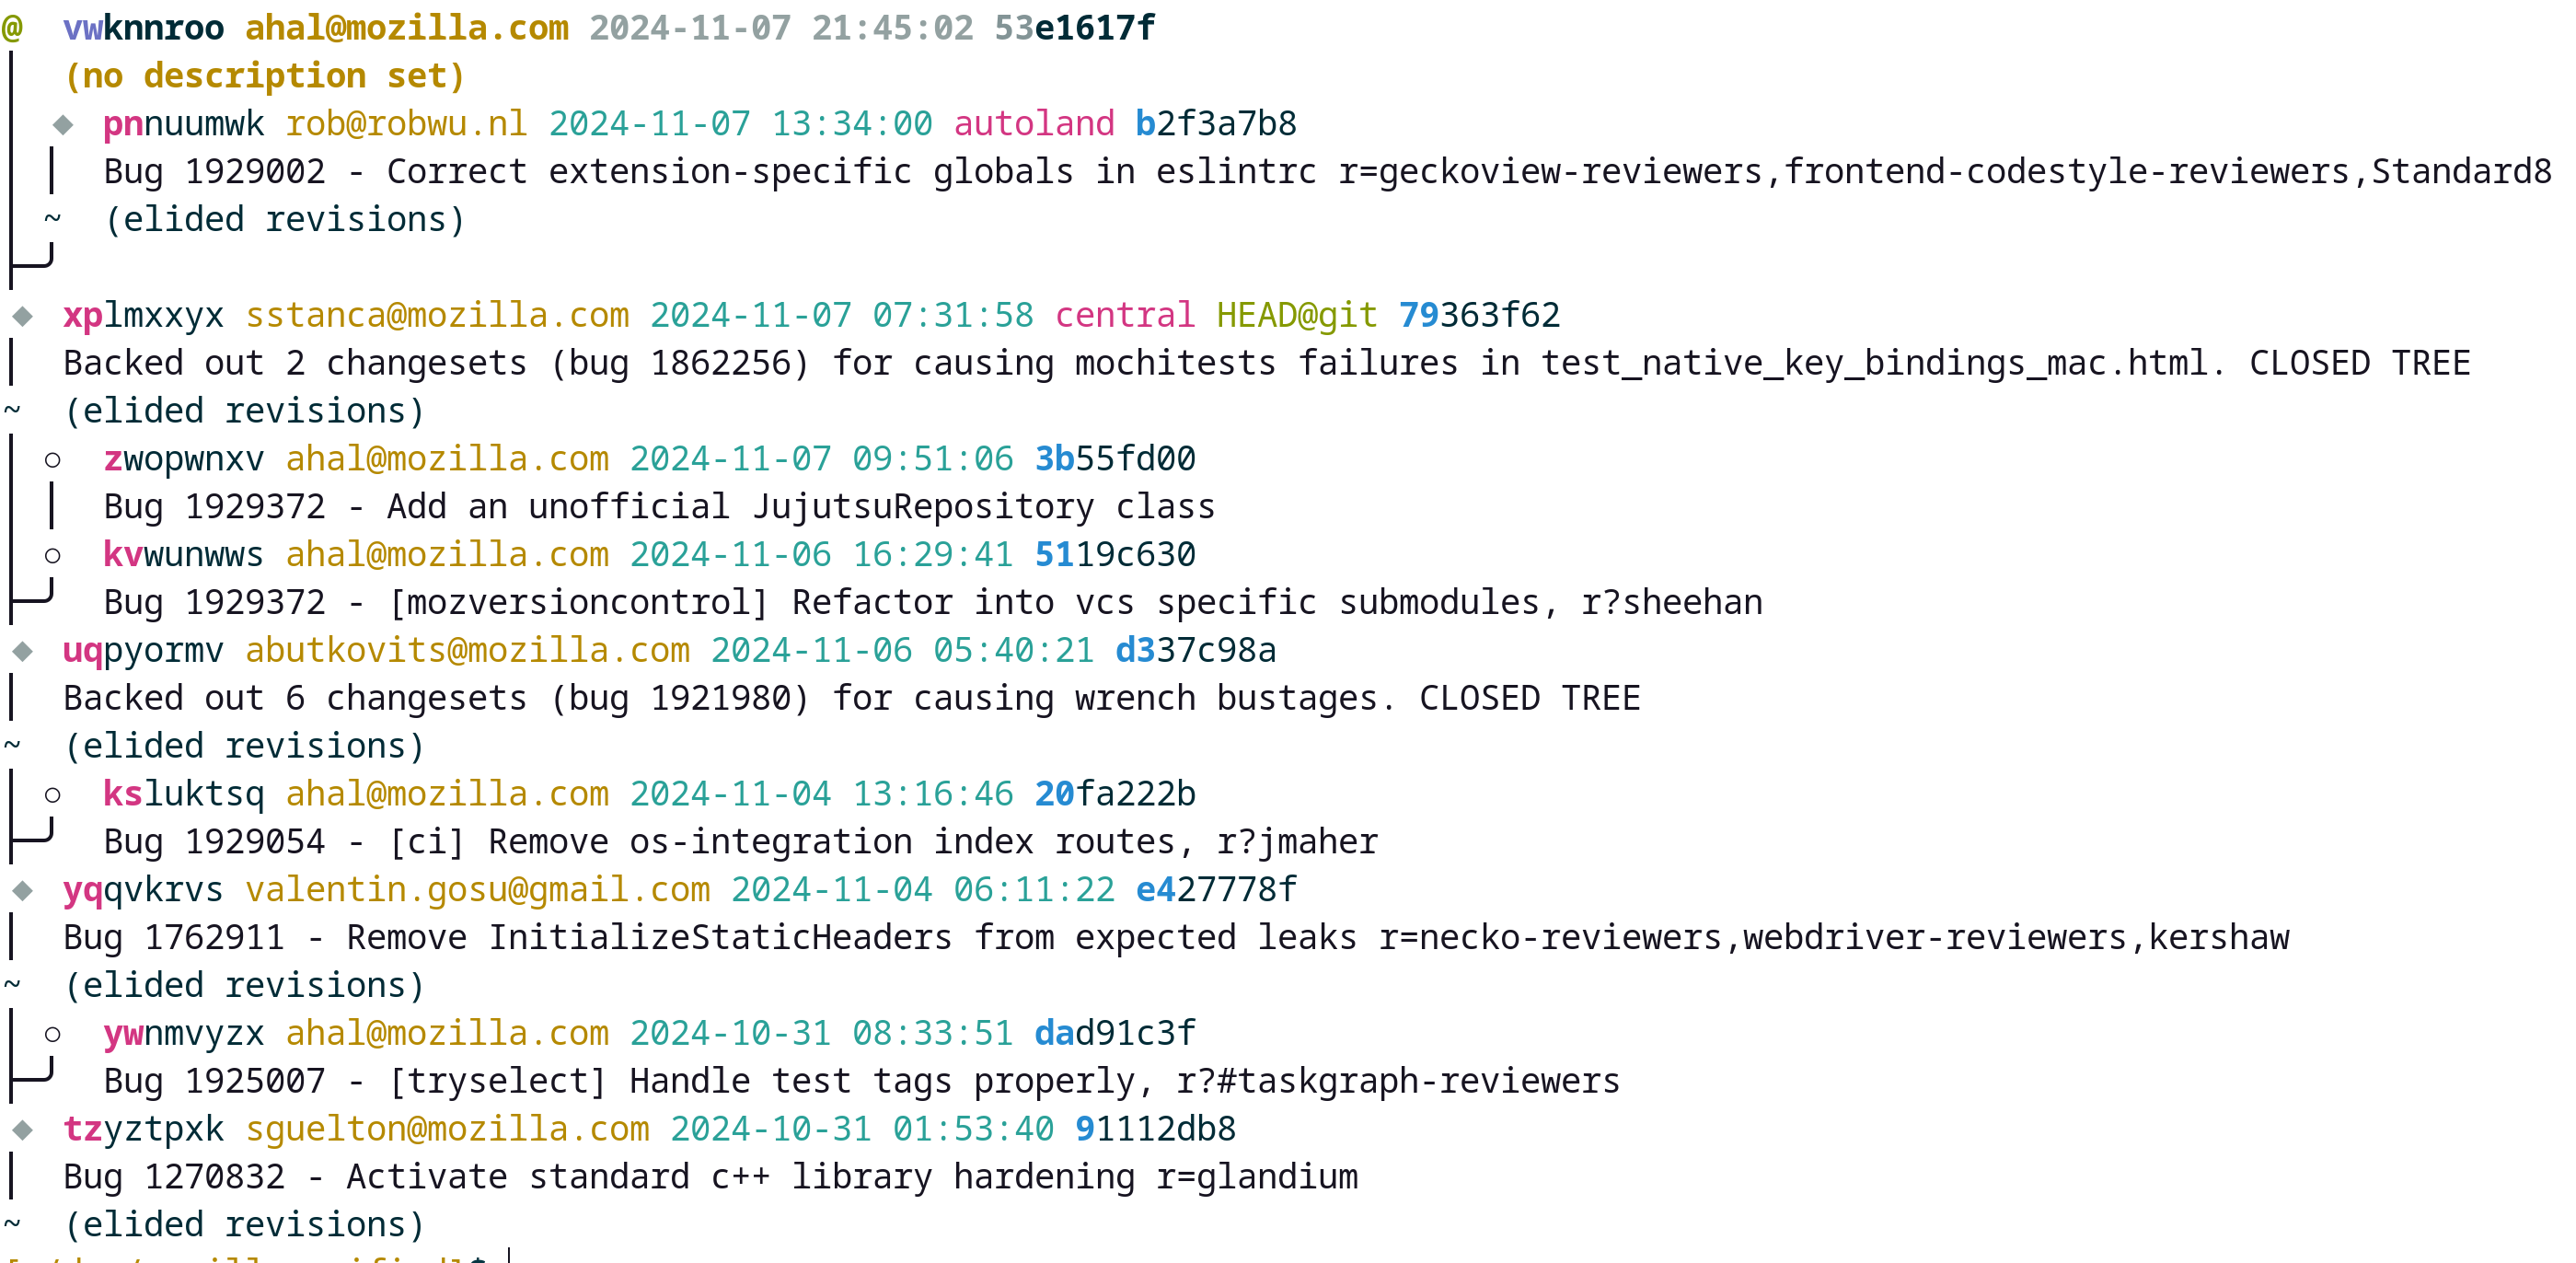 @ vwknnroo ahal@mozilla.com 2024-11-07 21:45:02 53e1617f
(no description set)
◆ pnnuumwk rob@robwu.nl 2024-11-07 13:34:00 autoland b2f3a7b8
Bug 1929002 - Correct extension-specific globals in eslintrc r=geckoview-reviewers,frontend-codestyle-reviewers,Standard8
~ (elided revisions)
◆ xplmxxyx sstanca@mozilla.com 2024-11-07 07:31:58 central HEAD@git 79363f62
Backed out 2 changesets (bug 1862256) for causing mochitests failures in test_native_key_bindings_mac.html. CLOSED TREE
~ (elided revisions)
○ zwopwnxv ahal@mozilla.com 2024-11-07 09:51:06 3b55fd00
Bug 1929372 - Add an unofficial JujutsuRepository class
○ kvwunwws ahal@mozilla.com 2024-11-06 16:29:41 5119c630
Bug 1929372 - [mozversioncontrol] Refactor into vcs specific submodules, r?sheehan
◆ uqpyormv abutkovits@mozilla.com 2024-11-06 05:40:21 d337c98a
Backed out 6 changesets (bug 1921980) for causing wrench bustages. CLOSED TREE
~ (elided revisions)
○ ksluktsq ahal@mozilla.com 2024-11-04 13:16:46 20fa222b
Bug 1929054 - [ci] Remove os-integration index routes, r?jmaher
◆ yqqvkrvs valentin.gosu@gmail.com 2024-11-04 06:11:22 e427778f
Bug 1762911 - Remove InitializeStaticHeaders from expected leaks r=necko-reviewers,webdriver-reviewers,kershaw
~ (elided revisions)
○ ywnmvyzx ahal@mozilla.com 2024-10-31 08:33:51 dad91c3f
Bug 1925007 - [tryselect] Handle test tags properly, r?#taskgraph-reviewers
◆ tzyztpxk sguelton@mozilla.com 2024-10-31 01:53:40 91112db8
Bug 1270832 - Activate standard c++ library hardening r=glandium
~ (elided revisions)